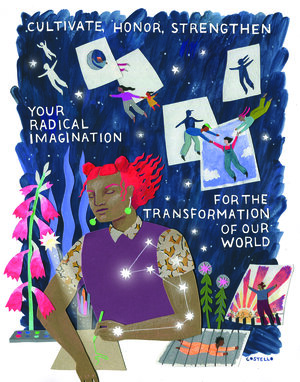 CULTIVATE, HONOR, STRENGTHEN
YOUR
RADICAL
IMAGINATION
FOR THE
TRANSFORMATION
OF OUR
WORLD
COSTELLO